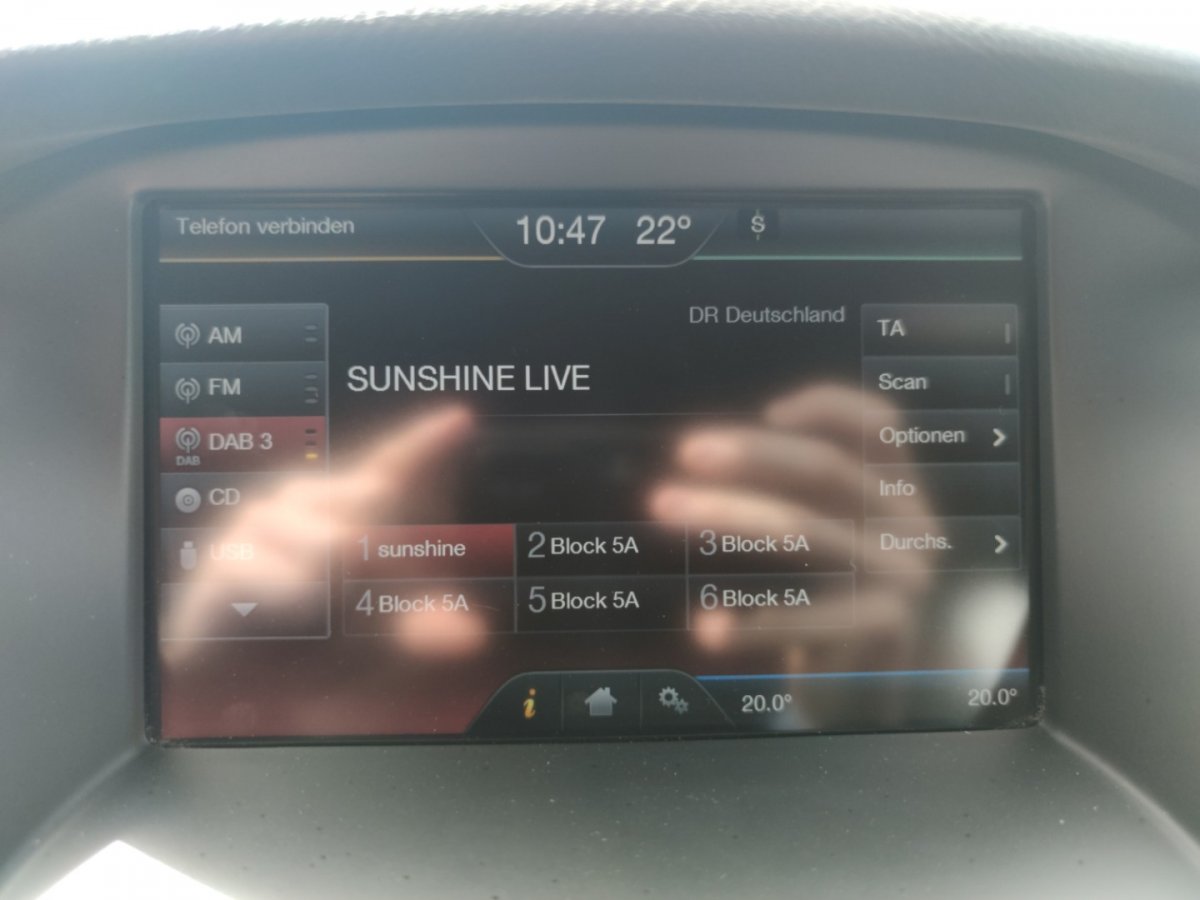 Telefon verbinden
10:47 22°
DR Deutschland
AM
FM
DAB 3
DAB
CD
USB
SUNSHINE LIVE
TA
Scan
Optionen
Info
Durchs.
1 sunshine
2 Block 5A
3 Block 5A
4 Block 5A
5 Block 5A
6 Block 5A
i
20.0°
20.0°